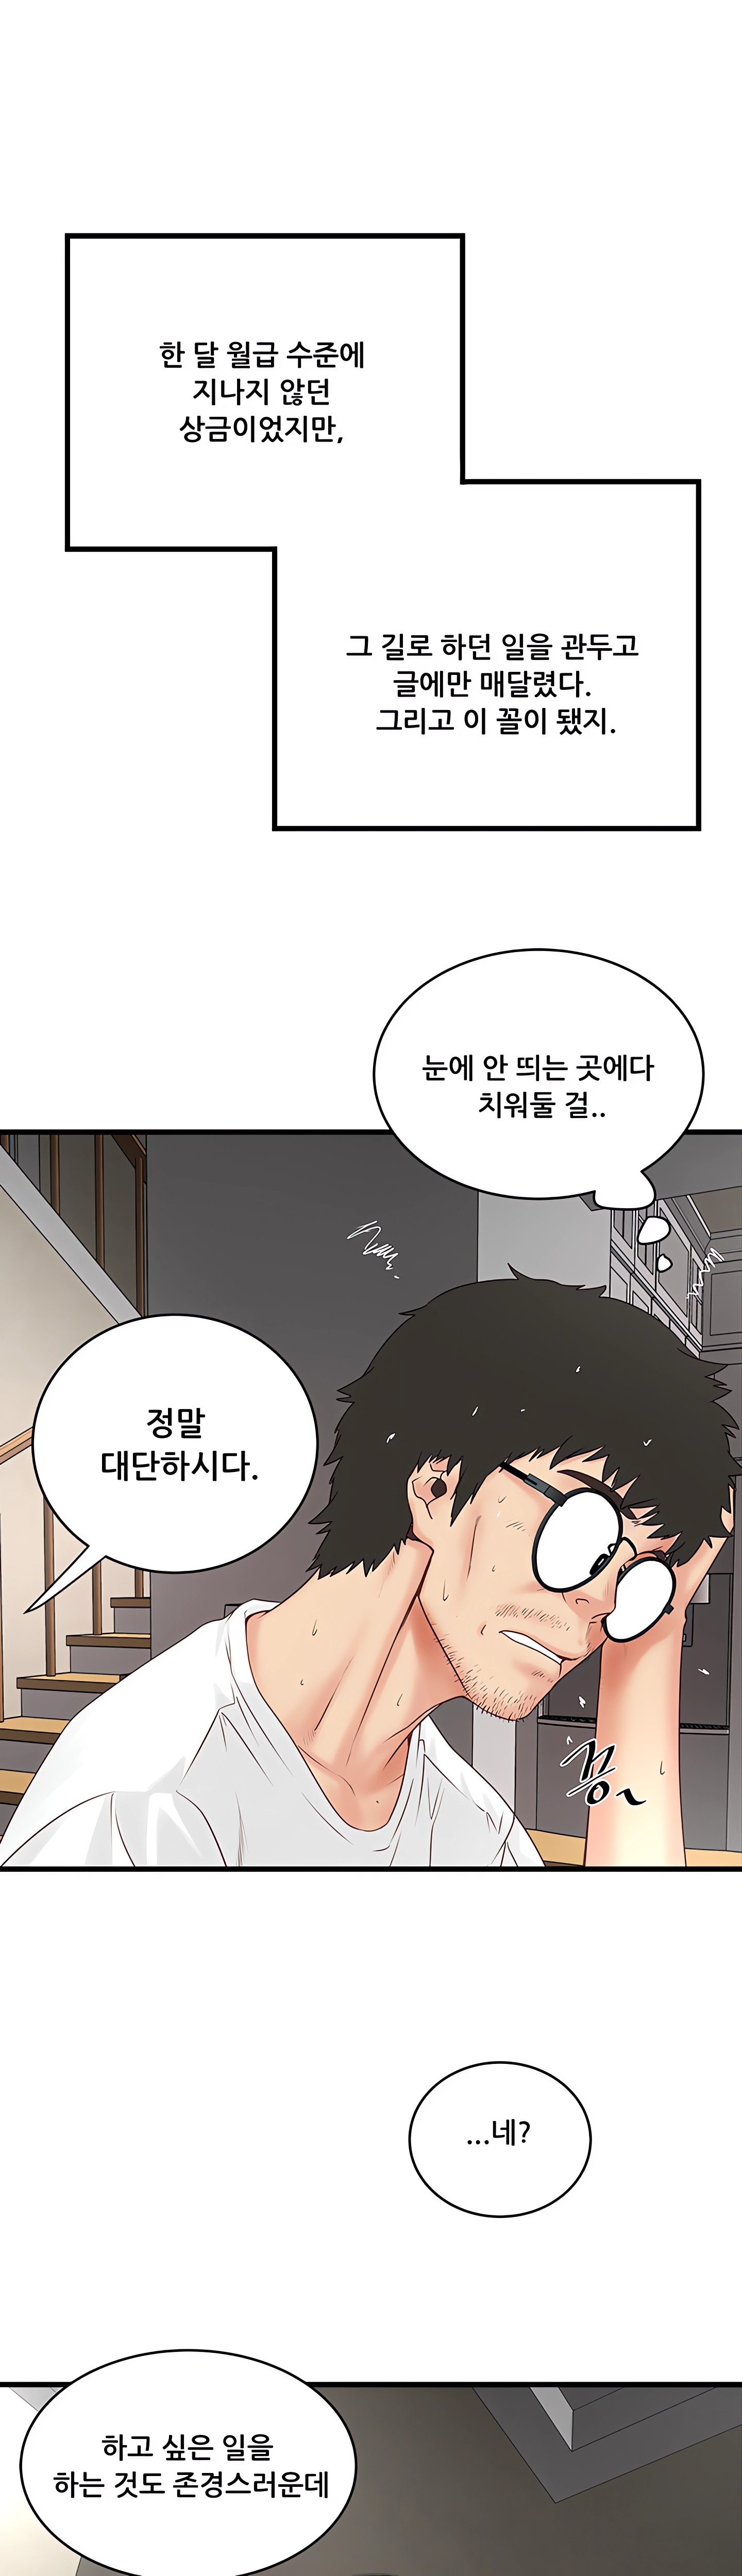 한 달 월급 수준에
지나지 않던
상금이었지만,
그 길로 하던 일을 관두고
글에만 매달렸다.
그리고 이 꼴이 됐지.
눈에 안 띄는 곳에다
치워둘 걸..
정말
대단하시다.
끙~
...네?
하고 싶은 일을
하는 것도 존경스러운데